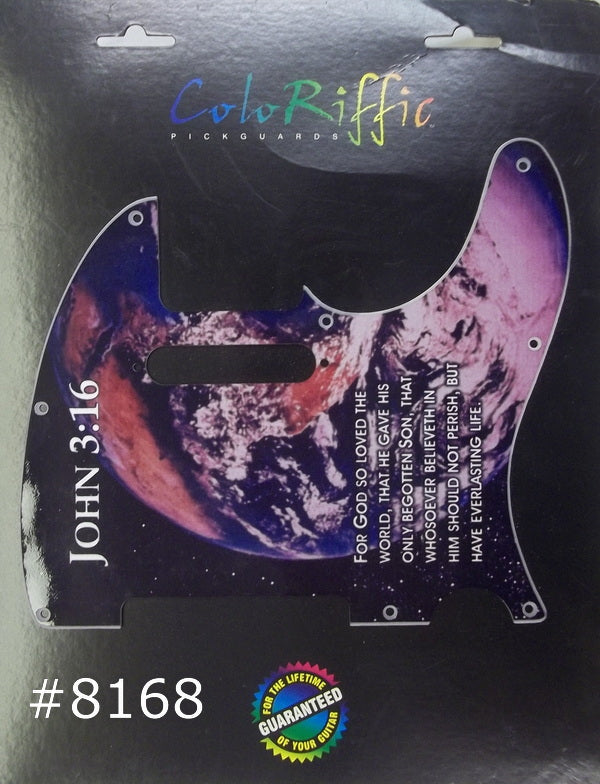 ColoRiffic
PICKGUARDS
JOHN 3:16
FOR GOD SO LOVED THE
WORLD, THAT HE GAVE HIS
ONLY BEGOTTEN SON, THAT
WHOSOEVER BELIEVETH IN
HIM SHOULD NOT PERISH, BUT
HAVE EVERLASTING LIFE.
#8168
FOR THE LIFETIME
GUARANTEED
OF YOUR GUITAR